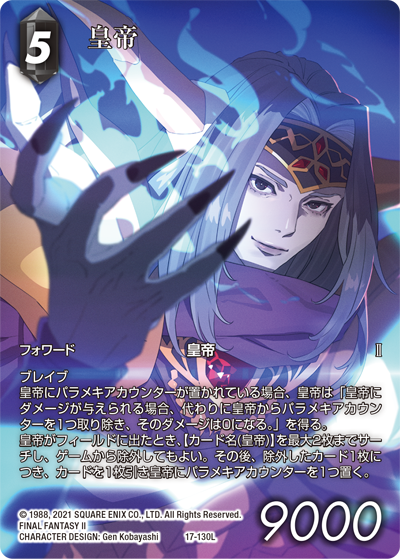 5
皇帝
フォワード 皇帝 Ⅱ
ブレイブ
皇帝にパラメキアカウンターが置かれている場合、皇帝は「皇帝に
ダメージが与えられる場合、代わりに皇帝からパラメキアカウン
ターを1つ取り除き、そのダメージは0になる。」を得る。
皇帝がフィールドに出たとき、【カード名(皇帝)】を最大2枚までサー
チし、ゲームから除外してもよい。その後、除外したカード1枚に
つき、カードを1枚引き皇帝にパラメキアカウンターを1つ置く。
© 1988, 2021 SQUARE ENIX CO., LTD. All Rights Reserved.
FINAL FANTASY II
CHARACTER DESIGN: Gen Kobayashi 17-130L
9000